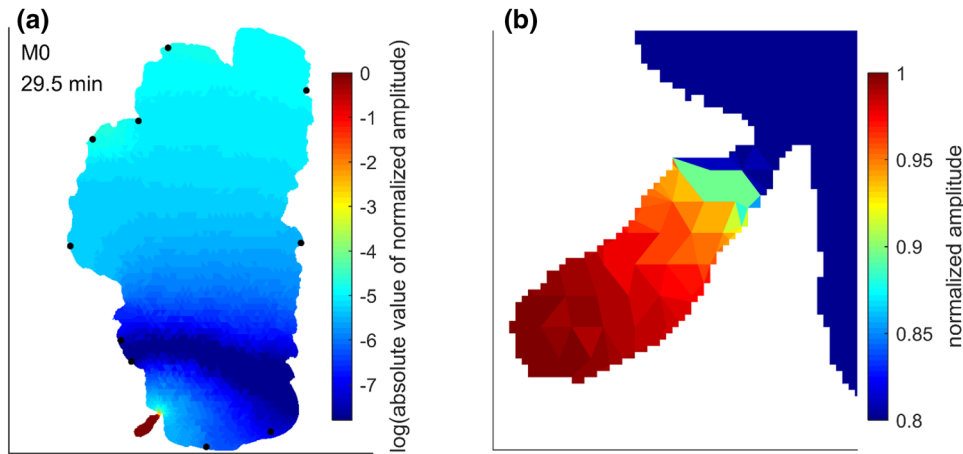 (a)
M0
29.5 min
0
-1
-2
-3
-4
-5
-6
-7
log(absolute value of normalized amplitude)
(b)
1
0.95
0.9
0.85
0.8
normalized amplitude